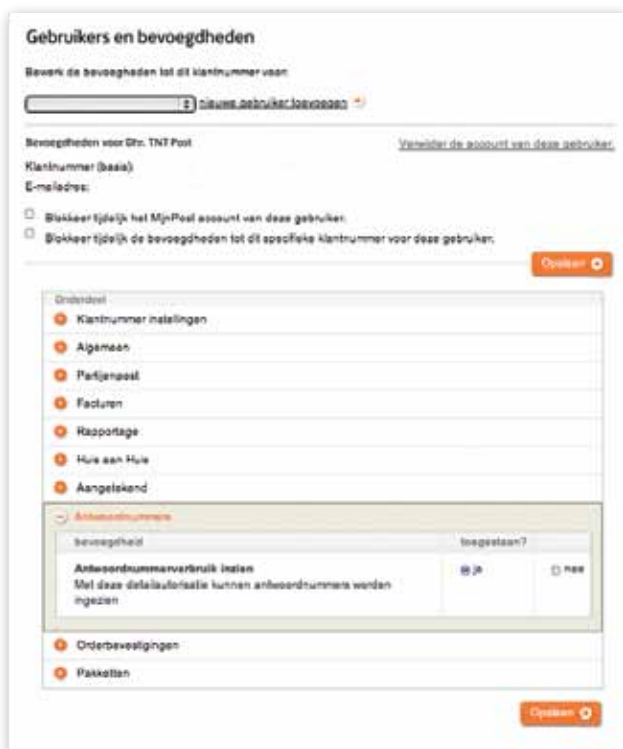 Gebruikers en bevoegdheden
Bewerk de bevoegheden tot dit klantnummer voor:
nieuwe gebruiker toevoegen
Bevoegdheden voor Dhr. TNT Post
Verwijder de account van deze gebruiker.
Klantnummer (basis):
E-mailadres:
Blokkeer tijdelijk het MijnPost account van deze gebruiker.
Blokkeer tijdelijk de bevoegdheden tot dit specifieke klantnummer voor deze gebruiker.
Opslaan
Onderdeel
Klantnummer instellingen
Algemeen
Partijenpost
Facturen
Rapportage
Huis aan Huis
Aangetekend
Antwoordnummers
bevoegdheid toegestaan?
Antwoordnummerverbruik inzien ja nee
Met deze detailautorisatie kunnen antwoordnummers worden
ingezien
Orderbevestigingen
Pakketten
Opslaan